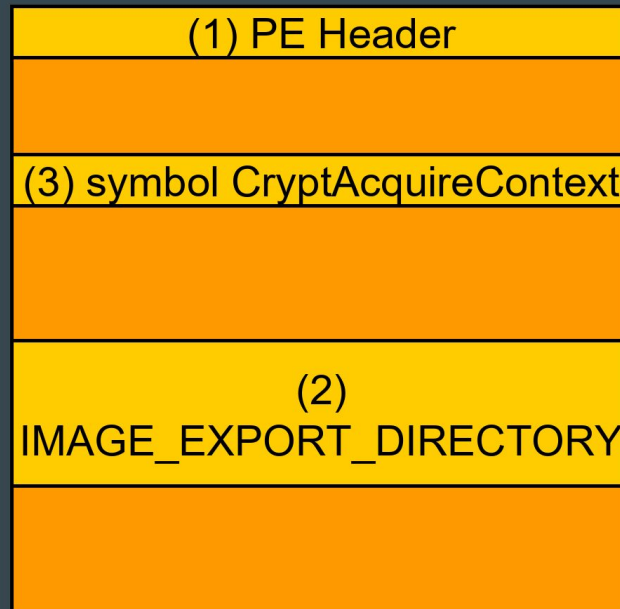 (1) PE Header
(3) symbol CryptAcquireContext
(2)
IMAGE_EXPORT_DIRECTORY